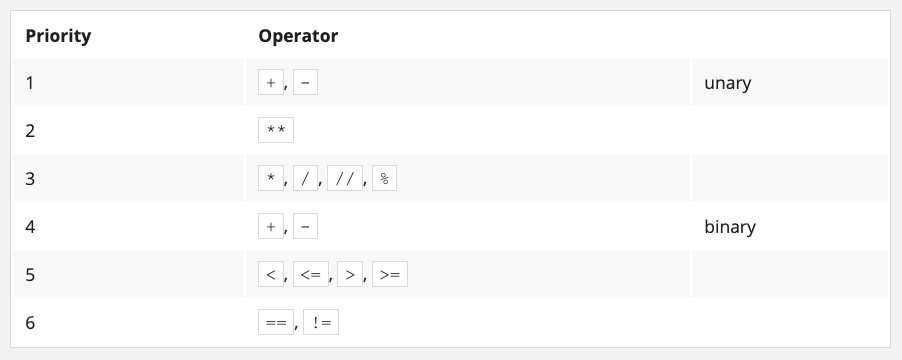 Priority Operator
1 +, - unary
2 **
3 *, /, //, %
4 +, - binary
5 <, <=, >, >=
6 ==, !=